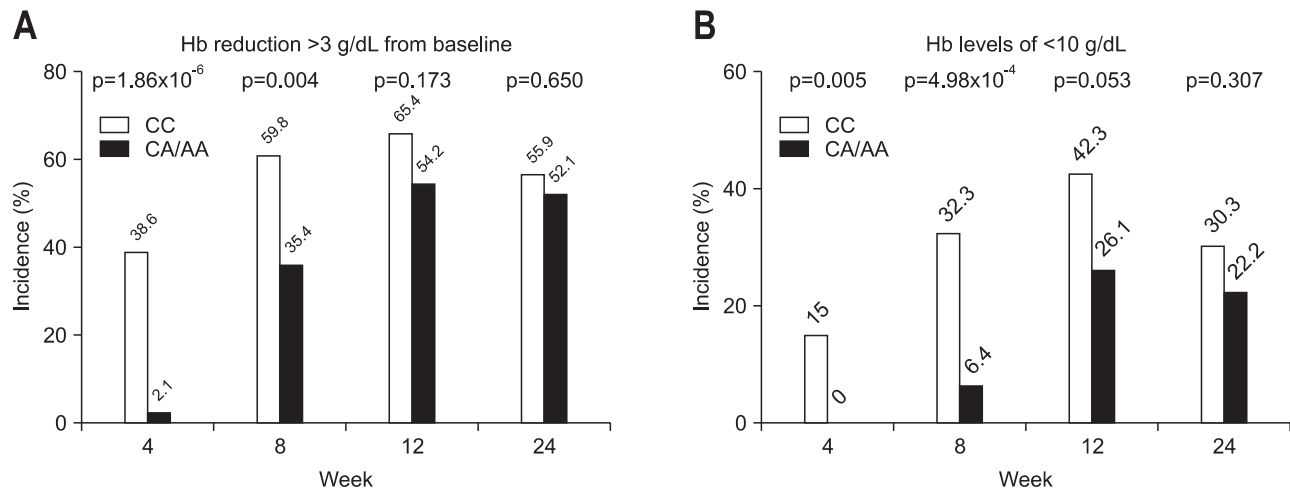 A
Hb reduction >3 g/dL from baseline
80
p=1.86x10⁻⁶ p=0.004 p=0.173 p=0.650
CC
CA/AA
60
40
20
0
Incidence (%)
38.6
2.1
59.8
35.4
65.4
54.2
55.9
52.1
4 8 12 24
Week
B
Hb levels of <10 g/dL
60
p=0.005 p=4.98x10⁻⁴ p=0.053 p=0.307
CC
CA/AA
40
20
0
Incidence (%)
15
0
32.3
6.4
42.3
26.1
30.3
22.2
4 8 12 24
Week